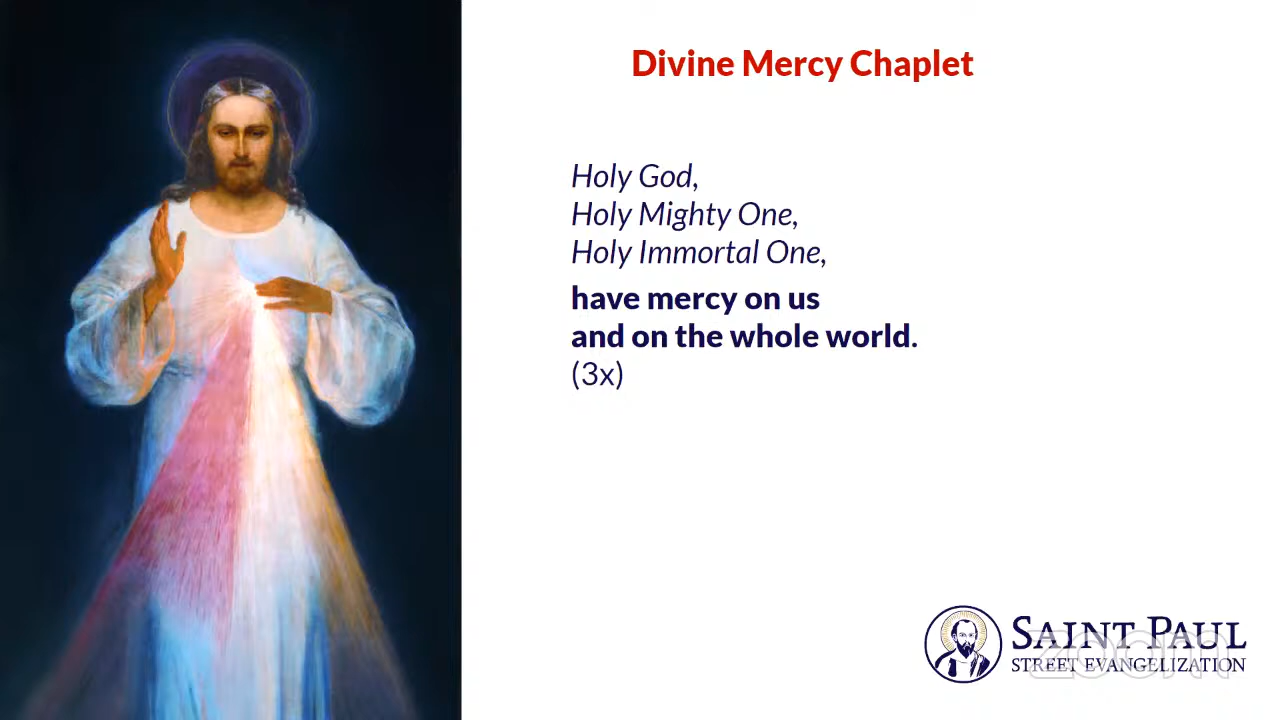 Divine Mercy Chaplet
Holy God,
Holy Mighty One,
Holy Immortal One,
have mercy on us
and on the whole world.
(3x)
SAINT PAUL
STREET EVANGELIZATION
zoom